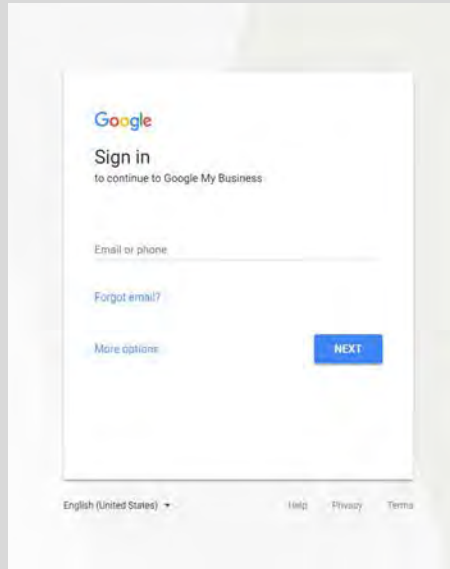 Google
Sign in
to continue to Google My Business
Email or phone
Forgot email?
More options
NEXT
English (United States)
Help Privacy Terms